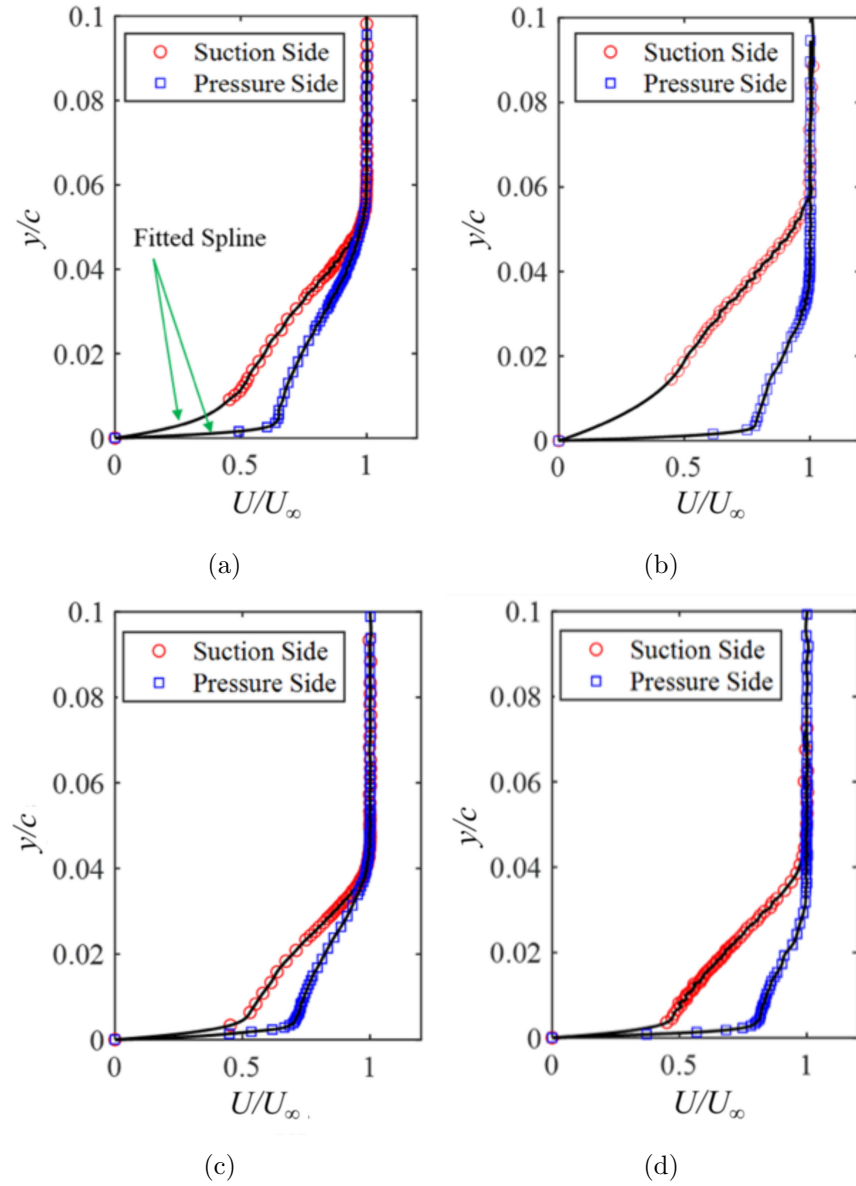 0.1
Suction Side
Pressure Side
0.08
0.06
y/c
Fitted Spline
0.04
0.02
0
0 0.5 1
U/U∞
(a)
0.1
Suction Side
Pressure Side
0.08
0.06
y/c
0.04
0.02
0
0 0.5 1
U/U∞
(b)
0.1
Suction Side
Pressure Side
0.08
0.06
y/c
0.04
0.02
0
0 0.5 1
U/U∞
(c)
0.1
Suction Side
Pressure Side
0.08
0.06
y/c
0.04
0.02
0
0 0.5 1
U/U∞
(d)